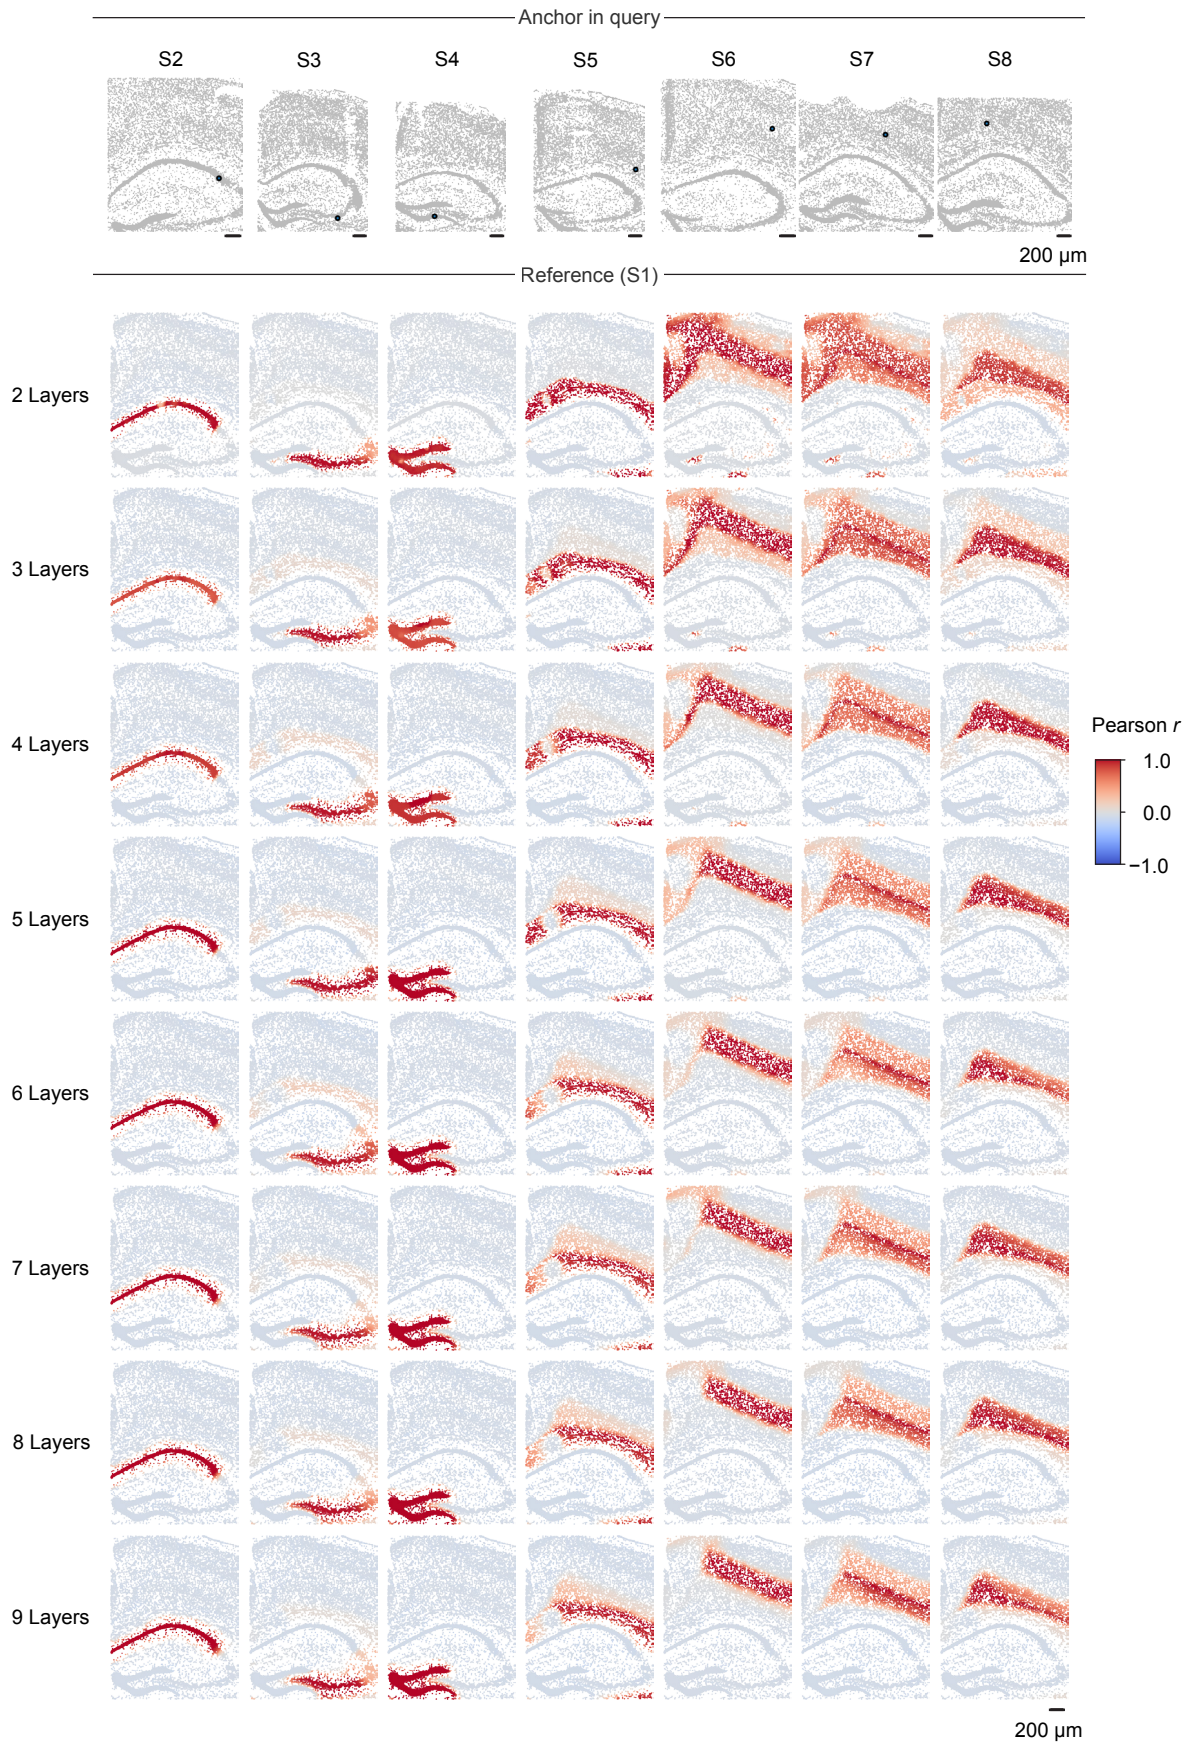 Anchor in query
S2 S3 S4 S5 S6 S7 S8
200 µm
Reference (S1)
2 Layers
3 Layers
4 Layers
Pearson r
1.0
0.0
−1.0
5 Layers
6 Layers
7 Layers
8 Layers
9 Layers
200 µm